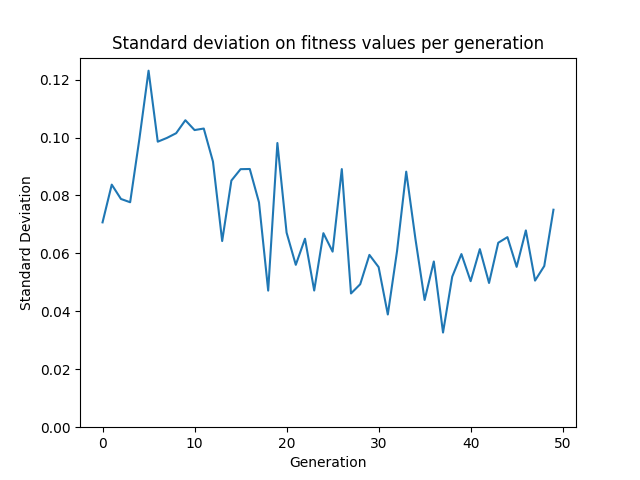 Standard deviation on fitness values per generation
0.12
0.10
0.08
0.06
0.04
0.02
0.00
Standard Deviation
0 10 20 30 40 50
Generation